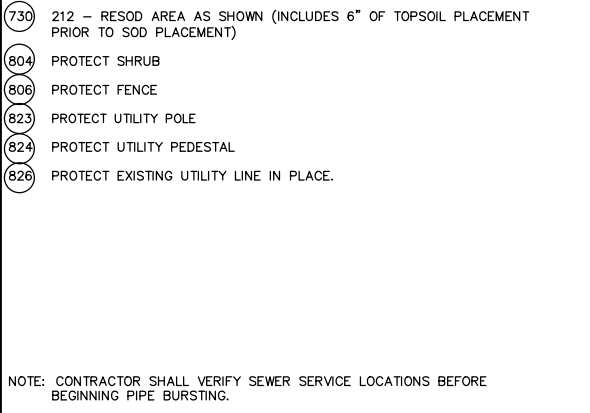 730 212 – RESOD AREA AS SHOWN (INCLUDES 6" OF TOPSOIL PLACEMENT
PRIOR TO SOD PLACEMENT)
804 PROTECT SHRUB
806 PROTECT FENCE
823 PROTECT UTILITY POLE
824 PROTECT UTILITY PEDESTAL
826 PROTECT EXISTING UTILITY LINE IN PLACE.
NOTE: CONTRACTOR SHALL VERIFY SEWER SERVICE LOCATIONS BEFORE
BEGINNING PIPE BURSTING.